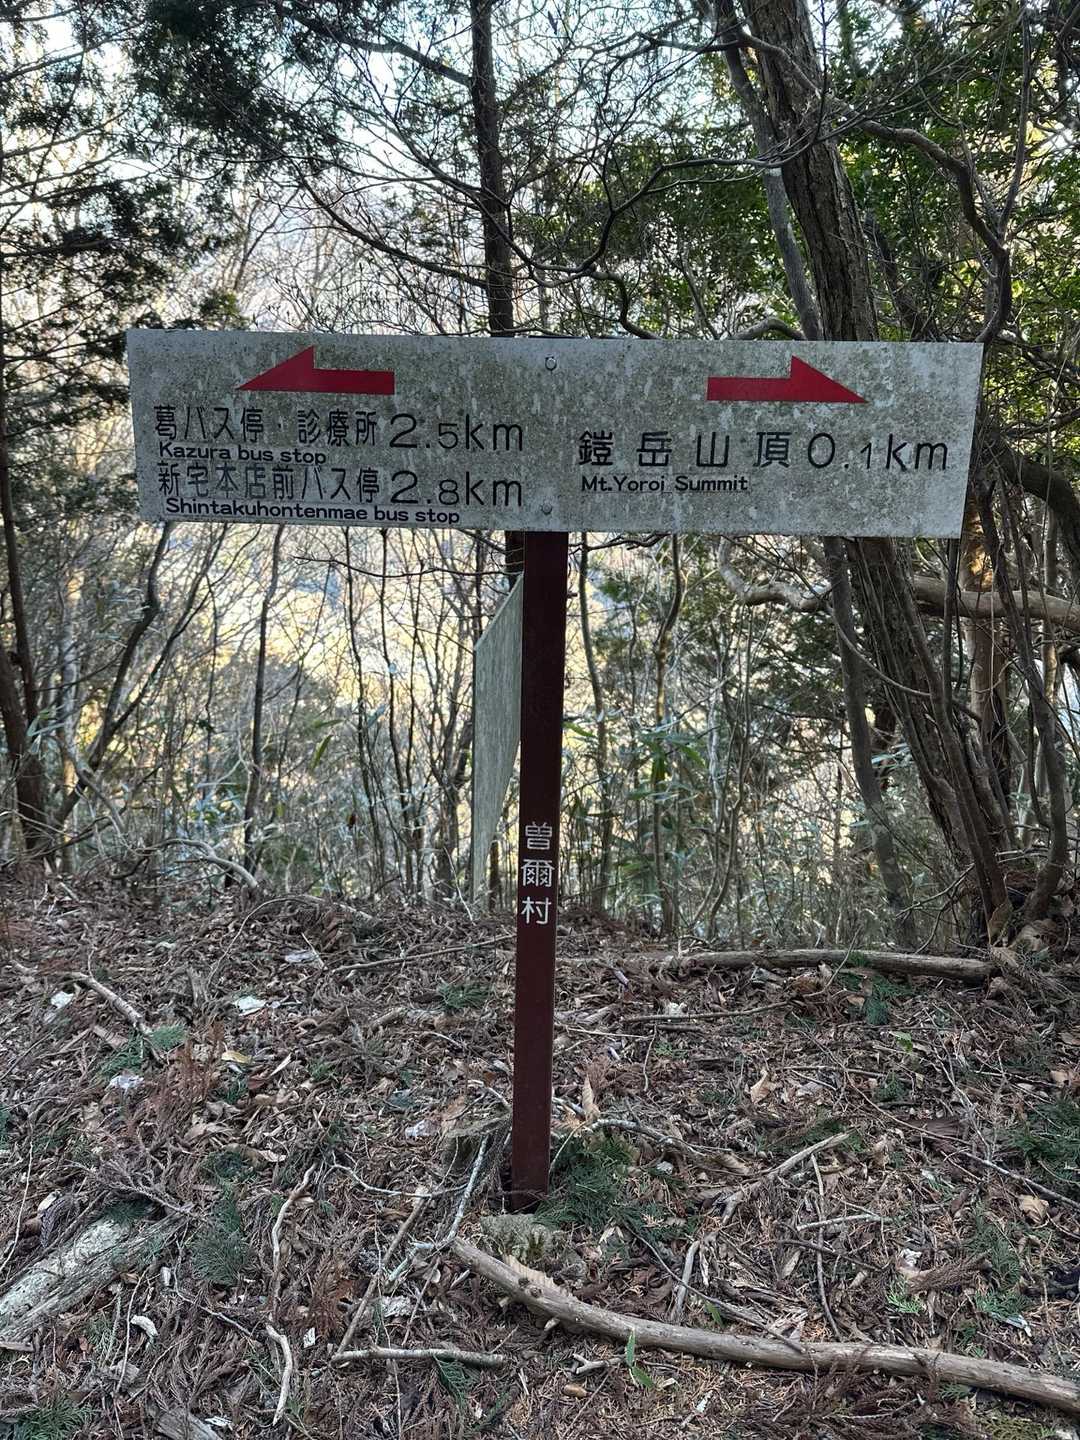 葛バス停・診療所 2.5km
Kazura bus stop
新宅本店前バス停 2.8km
Shintakuhontenmae bus stop
鎧岳山頂 0.1km
Mt.Yoroi Summit
曽爾村